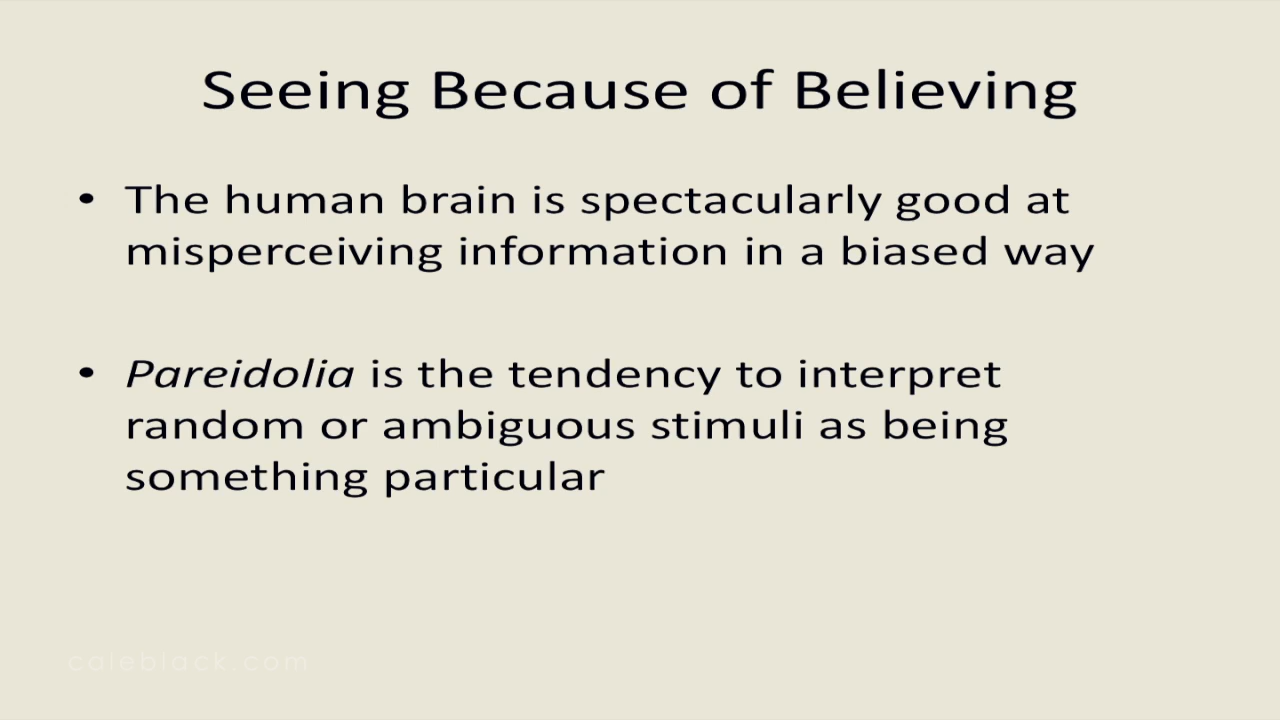 Seeing Because of Believing
• The human brain is spectacularly good at
misperceiving information in a biased way
• Pareidolia is the tendency to interpret
random or ambiguous stimuli as being
something particular
caleblack.com